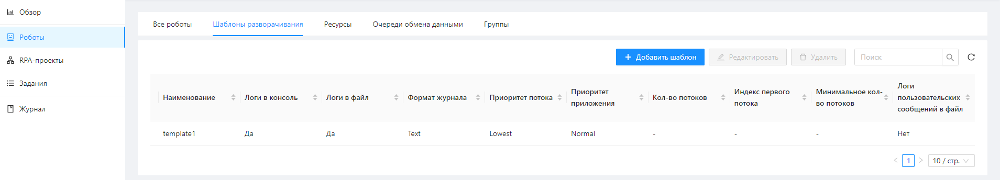 Обзор
Роботы
RPA-проекты
Задания
Журнал
Все роботы Шаблоны разворачивания Ресурсы Очереди обмена данными Группы
Добавить шаблон Редактировать Удалить Поиск
Наименование Логи в консоль Логи в файл Формат журнала Приоритет потока Приоритет приложения Кол-во потоков Индекс первого потока Минимальное кол-во потоков Логи пользовательских сообщений в файл
template1 Да Да Text Lowest Normal - - - Нет
1 10 / стр.